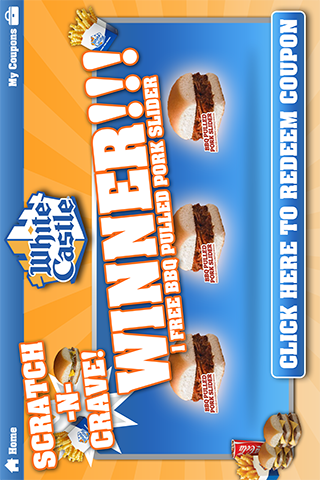 Home
My Coupons
SCRATCH
-N-
CRAVE!
White
Castle
WINNER!!!
1 FREE BBQ PULLED PORK SLIDER
BBQ PULLED
PORK SLIDER
BBQ PULLED
PORK SLIDER
BBQ PULLED
PORK SLIDER
CLICK HERE TO REDEEM COUPON